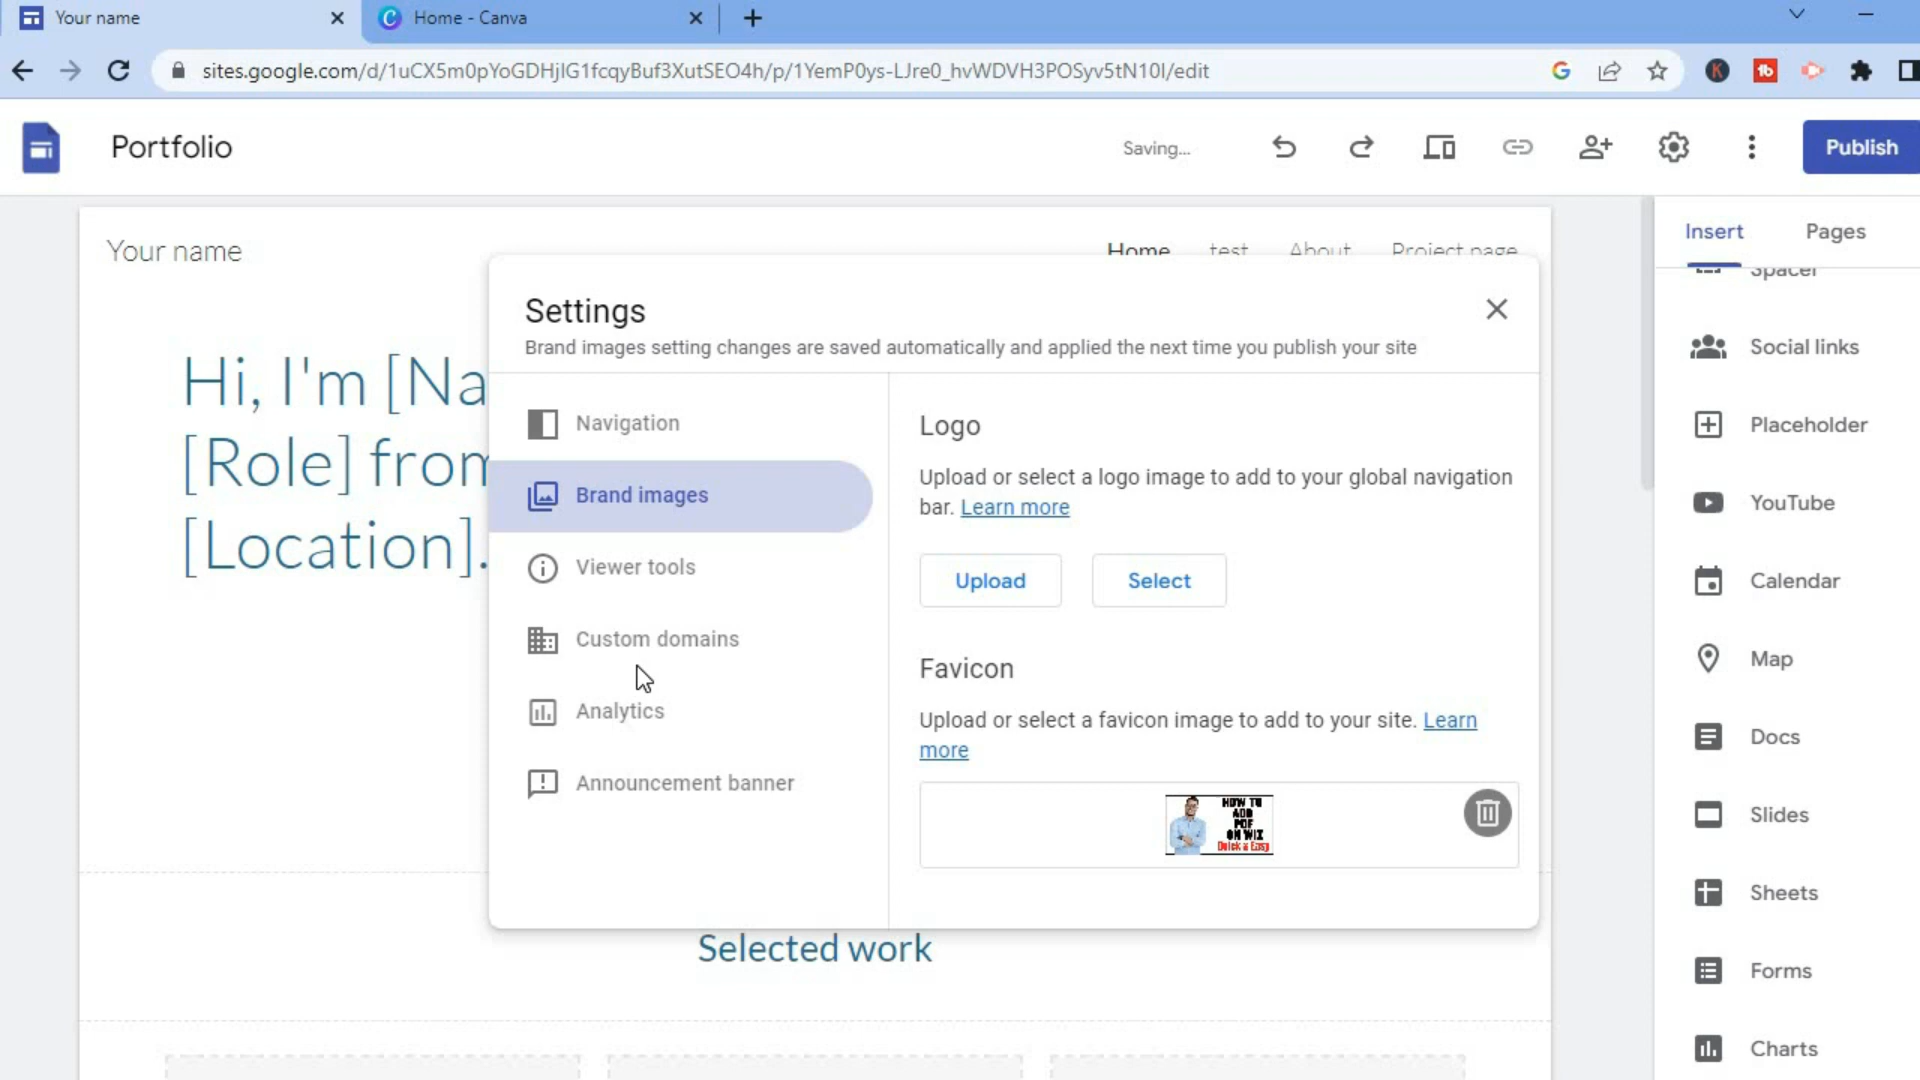 Your name
Home - Canva
sites.google.com/d/1uCX5m0pYoGDHjIG1fcqyBuf3XutSEO4h/p/1YemP0ys-LJre0_hvWDVH3POSyv5tN10I/edit
Portfolio
Saving...
Publish
Your name
Home test About Project page
Insert Pages
Spacer
Settings
Brand images setting changes are saved automatically and applied the next time you publish your site
Hi, I'm [Na
[Role] from
[Location].
Navigation
Brand images
Viewer tools
Custom domains
Analytics
Announcement banner
Logo
Upload or select a logo image to add to your global navigation
bar. Learn more
Upload Select
Favicon
Upload or select a favicon image to add to your site. Learn
more
HOW TO
ADD
PDF
ON WIX
Quick & Easy
Selected work
Social links
Placeholder
YouTube
Calendar
Map
Docs
Slides
Sheets
Forms
Charts